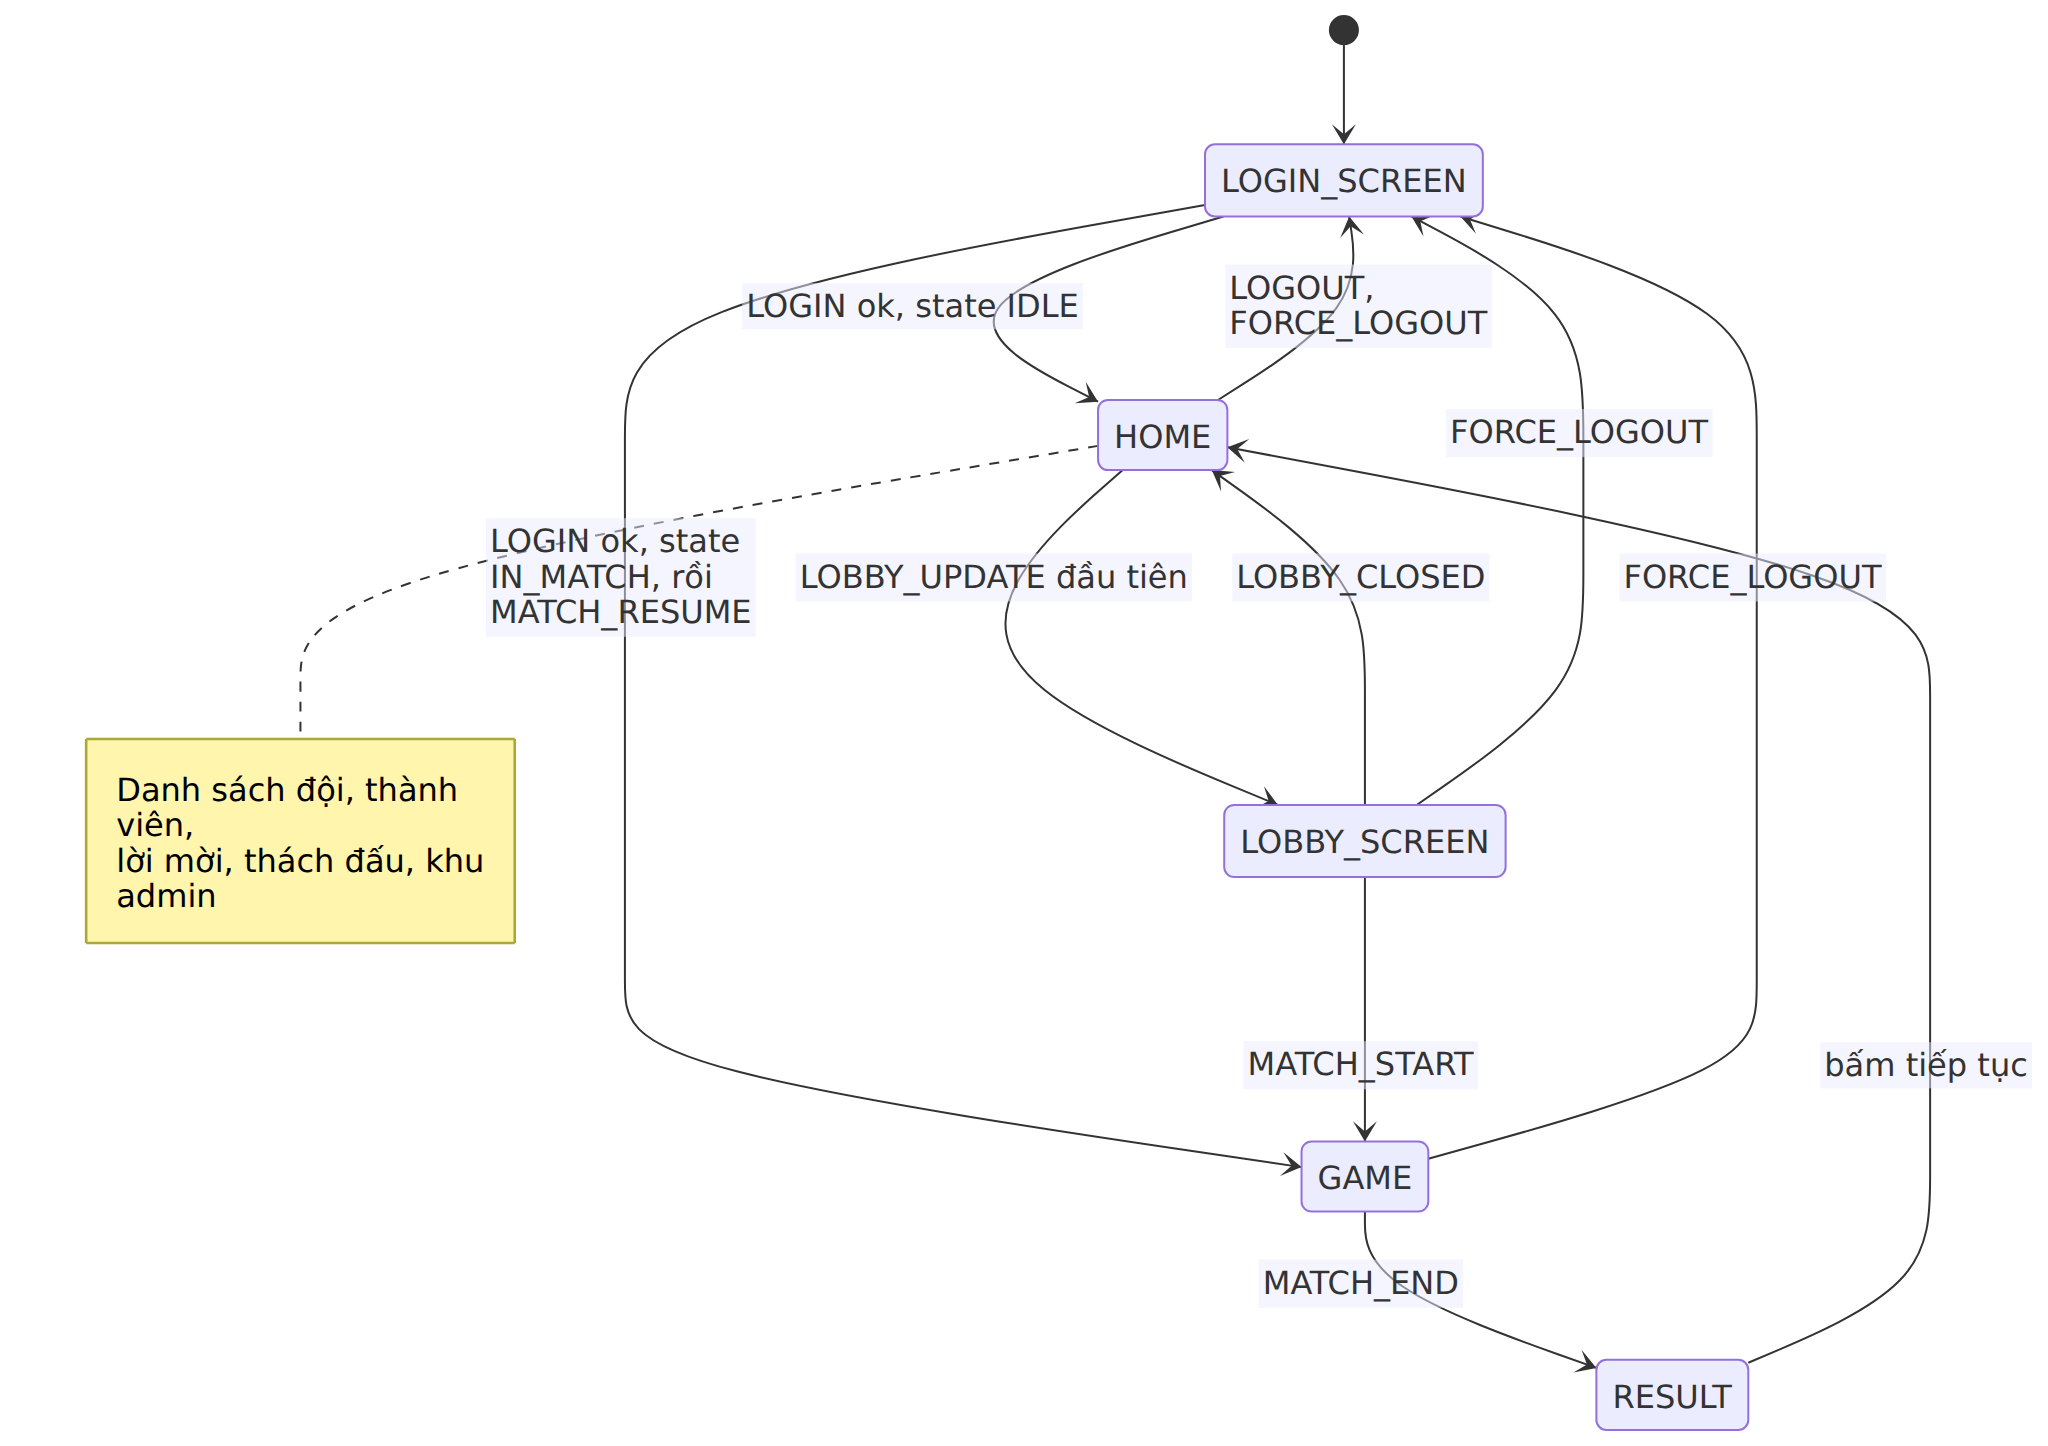 LOGIN_SCREEN
LOGIN ok, state IDLE
LOGOUT,
FORCE_LOGOUT
HOME
FORCE_LOGOUT
LOGIN ok, state
IN_MATCH, rồi
MATCH_RESUME
LOBBY_UPDATE đầu tiên
LOBBY_CLOSED
FORCE_LOGOUT
Danh sách đội, thành
viên,
lời mời, thách đấu, khu
admin
LOBBY_SCREEN
MATCH_START
bấm tiếp tục
GAME
MATCH_END
RESULT